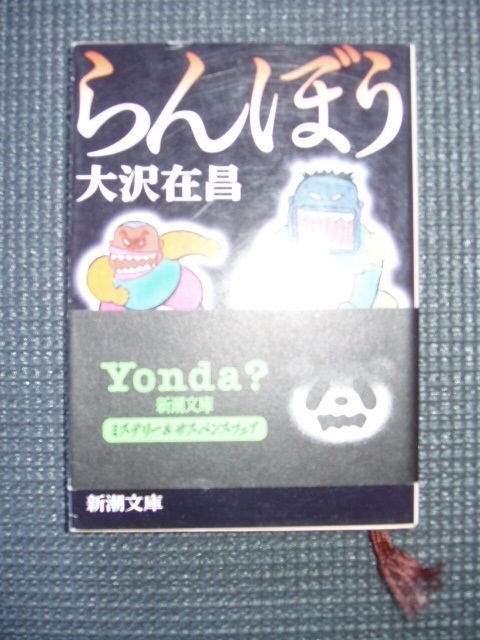 らんぼう
大沢在昌
Yonda?
新潮文庫
ミステリー&サスペンスフェア
新潮文庫